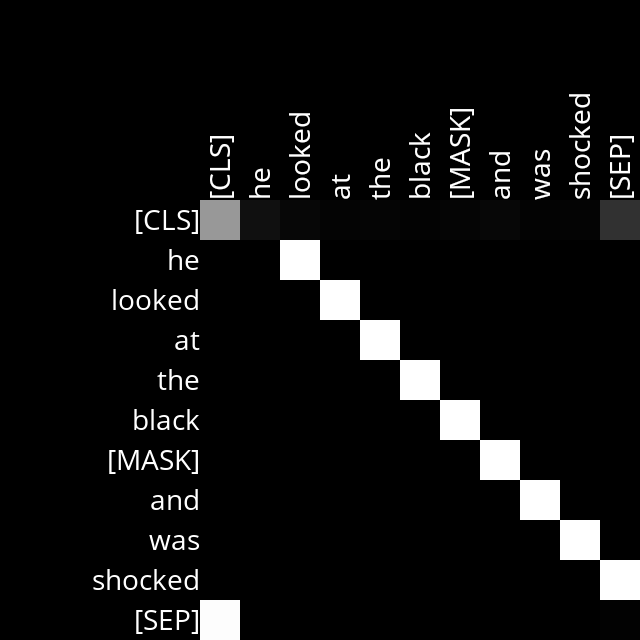 [CLS] he looked at the black [MASK] and was shocked [SEP]
[CLS]
he
looked
at
the
black
[MASK]
and
was
shocked
[SEP]